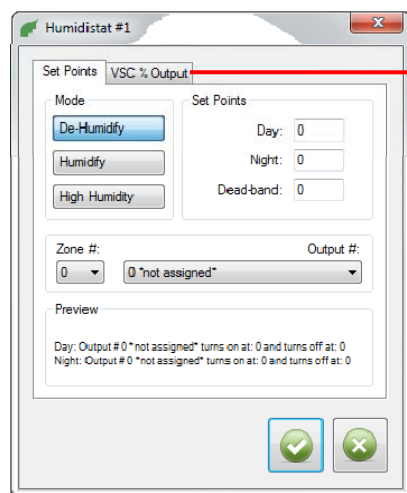 Humidistat #1
x
Set Points VSC % Output
Mode
De-Humidify
Humidify
High Humidity
Set Points
Day: 0
Night: 0
Dead-band: 0
Zone #: Output #:
0 0 *not assigned*
Preview
Day: Output # 0 *not assigned* turns on at: 0 and turns off at: 0
Night: Output # 0 *not assigned* turns on at: 0 and turns off at: 0